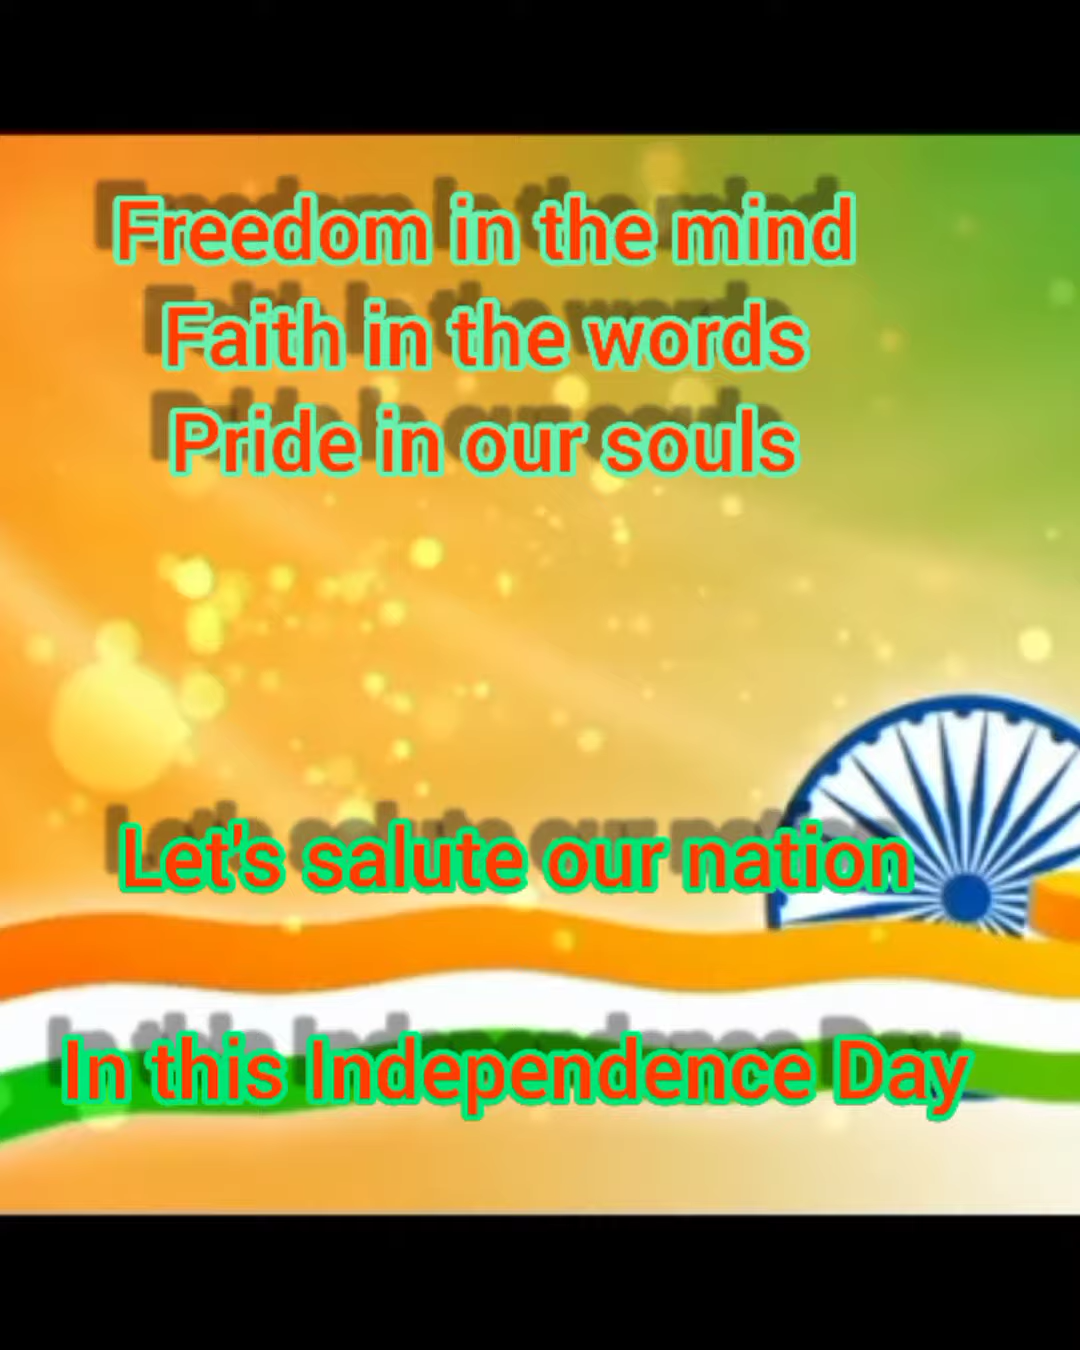 Freedom in the mind
Faith in the words
Pride in our souls
Let's salute our nation
In this Independence Day